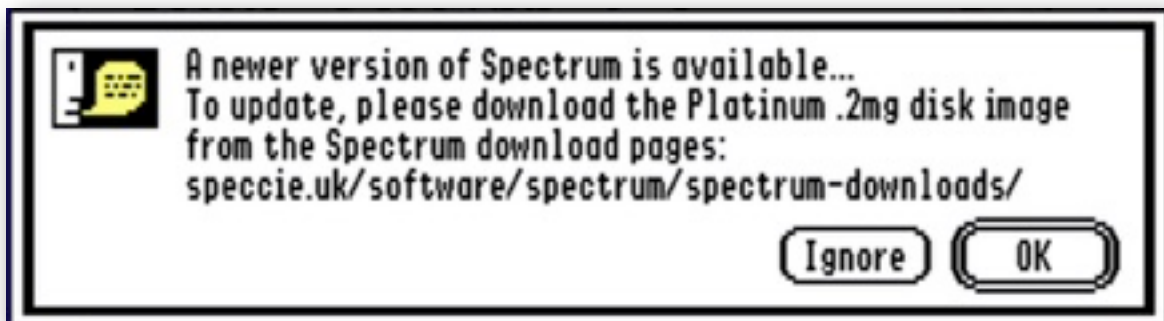 A newer version of Spectrum is available...
To update, please download the Platinum .2mg disk image
from the Spectrum download pages:
speccie.uk/software/spectrum/spectrum-downloads/
Ignore OK